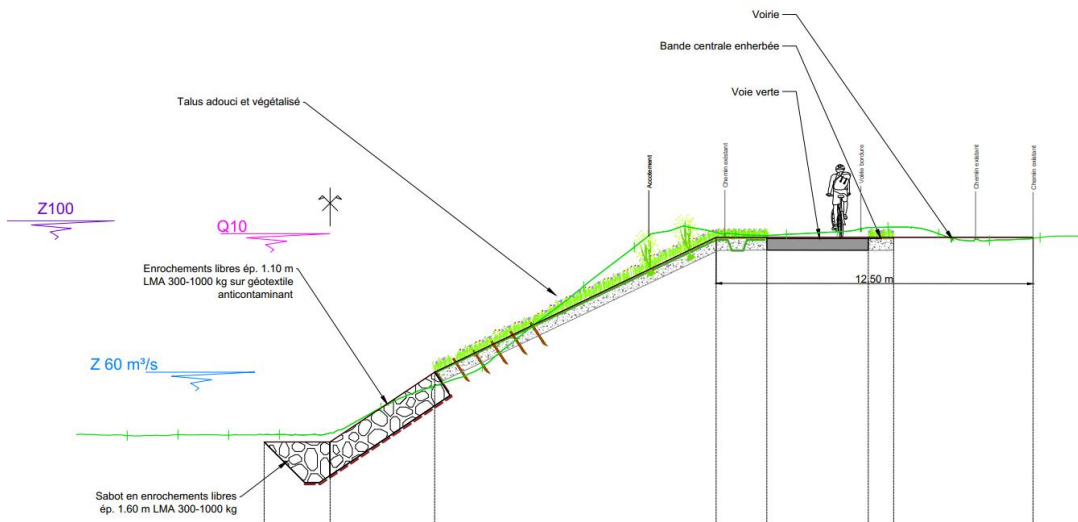 Voirie
Bande centrale enherbée
Voie verte
Talus adouci et végétalisé
Accotement
Chemin existant
Voirie bordure
Chemin existant
Chemin existant
Z100
Q10
Enrochements libres ép. 1.10 m
LMA 300-1000 kg sur géotextile
anticontaminant
12.50 m
Z 60 m³/s
Sabot en enrochements libres
ép. 1.60 m LMA 300-1000 kg